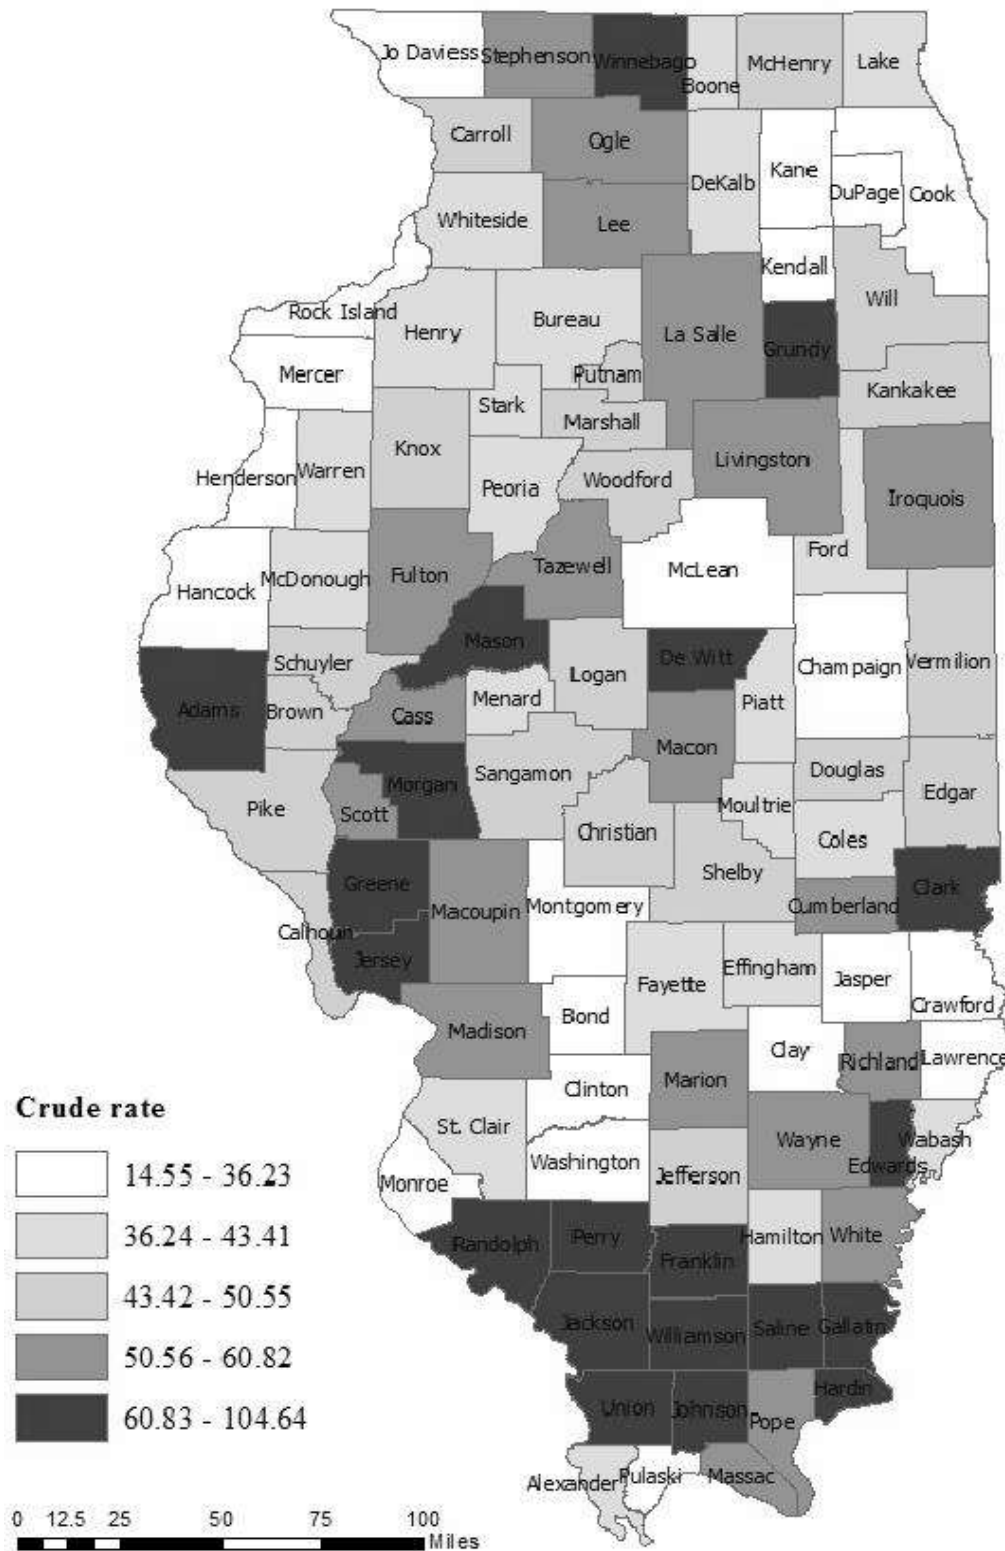 Jo Daviess
Stephenson
Winnebago
Boone
McHenry
Lake
Carroll
Ogle
DeKalb
Kane
DuPage
Cook
Whiteside
Lee
Kendall
Will
Rock Island
Henry
Bureau
La Salle
Grundy
Mercer
Putnam
Kankakee
Stark
Marshall
Knox
Henderson
Warren
Peoria
Woodford
Livingston
Iroquois
Ford
Hancock
McDonough
Fulton
Tazewell
McLean
Mason
De Witt
Schuyler
Logan
Champaign
Vermilion
Adams
Brown
Cass
Menard
Piatt
Macon
Pike
Scott
Morgan
Sangamon
Douglas
Edgar
Christian
Moultrie
Coles
Shelby
Clark
Greene
Macoupin
Montgomery
Cumberland
Calhoun
Jersey
Fayette
Effingham
Jasper
Crawford
Madison
Bond
Clay
Richland
Lawrence
Marion
Clinton
St. Clair
Wayne
Edwards
Wabash
Washington
Jefferson
Monroe
Randolph
Perry
Franklin
Hamilton
White
Jackson
Williamson
Saline
Gallatin
Union
Johnson
Pope
Hardin
Alexander
Pulaski
Massac
Crude rate
14.55 - 36.23
36.24 - 43.41
43.42 - 50.55
50.56 - 60.82
60.83 - 104.64
0 12.5 25 50 75 100
Miles